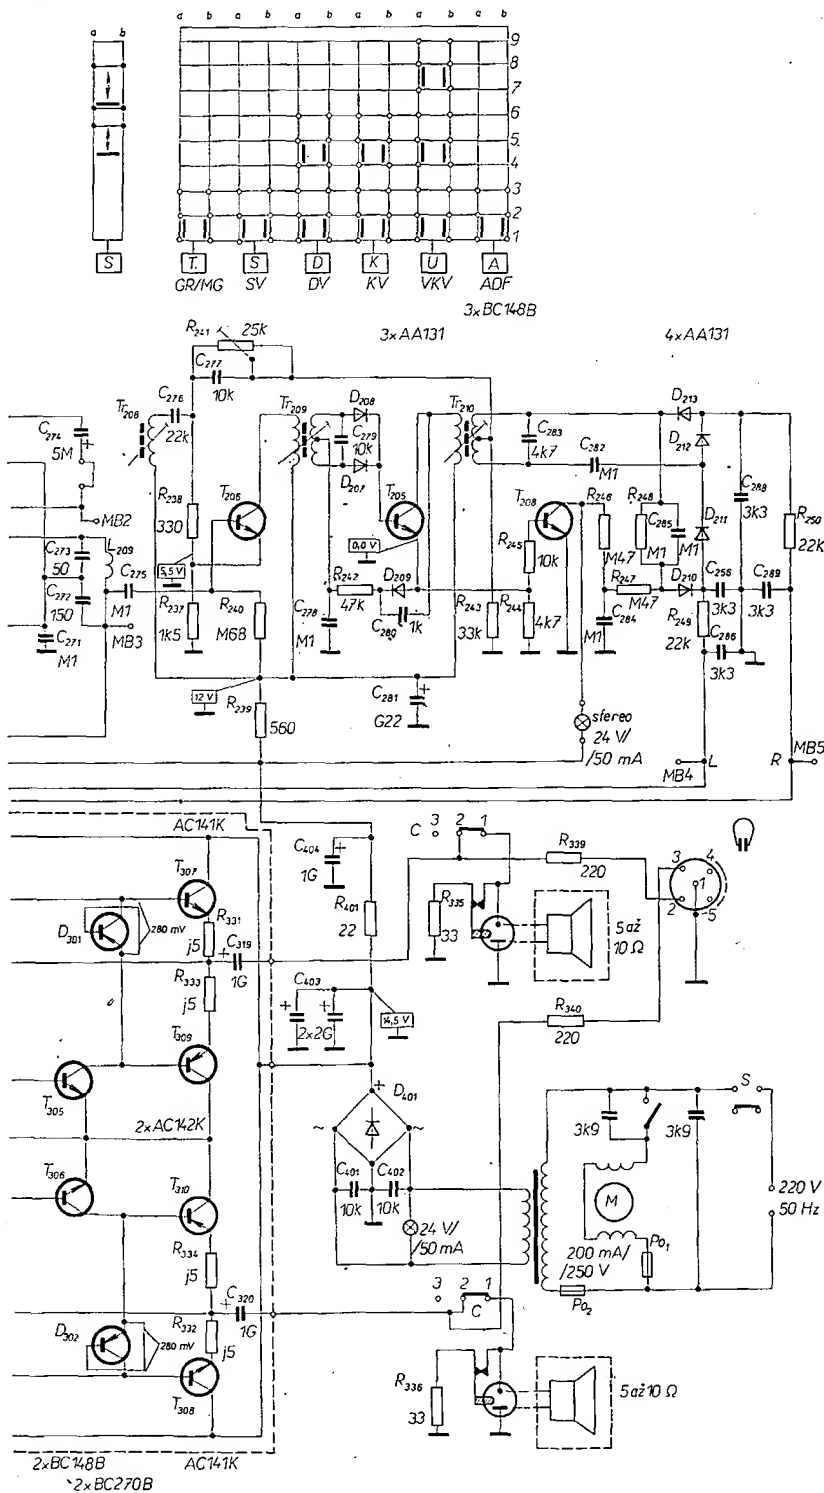 a b a b a b a b a b a b a b
9
8
7
6
5
4
3
2
1
S T. S D K U A
GR/MG SV DV KV VKV ADF
3xBC148B
R241 25k
3xAA131
4xAA131
C277
10k
Tr208
C276
22k
Tr209
D208
C279
10k
D207
Tr210
D213
D212
C274
5M
C283
4k7
C282
M1
C288
3k3
R238
330
T206
T205
T208
R246
R248
C285
M1
M1
D211
R250
22k
MB2
L209
C273
50
5,5V
0,0V
R245
10k
M47
C275
M1
C272
150
R242
47k
D209
R247
M47
D210
C256
3k3
C289
3k3
R237
1k5
R240
M68
C278
M1
C280
1k
R243
33k
R244
4k7
C284
M1
R249
22k
MB3
C271
M1
C286
3k3
12V
R239
560
C281
G22
+
stereo
24 V/
/50 mA
MB4
L
R
MB5
AC141K
C
3 2 1
C404
1G
R339
220
3 4
1
2 5
T307
R401
22
R335
33
5až
10 Ω
D301
280 mV
R331
j5
C319
1G
R333
j5
C403
2x2G
14,5V
R340
220
T309
T305
D401
2xAC142K
S
3k9
3k9
T306
T310
C401
10k
C402
10k
M
220 V
50 Hz
24 V/
/50 mA
200 mA/
/250 V
Po1
Po2
R334
j5
C320
1G
3 2 1
C
D302
280 mV
R332
j5
T308
R336
33
5až10 Ω
2xBC148B
AC141K
2xBC270B